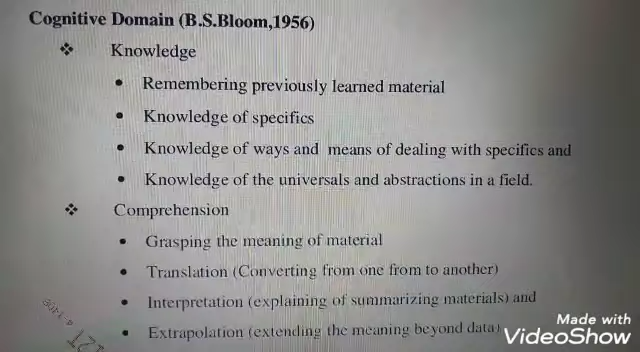 Cognitive Domain (B.S.Bloom,1956)
❖ Knowledge
• Remembering previously learned material
• Knowledge of specifics
• Knowledge of ways and means of dealing with specifics and
• Knowledge of the universals and abstractions in a field.
❖ Comprehension
• Grasping the meaning of material
• Translation (Converting from one from to another)
• Interpretation (explaining of summarizing materials) and
• Extrapolation (extending the meaning beyond data)
Made with
VideoShow